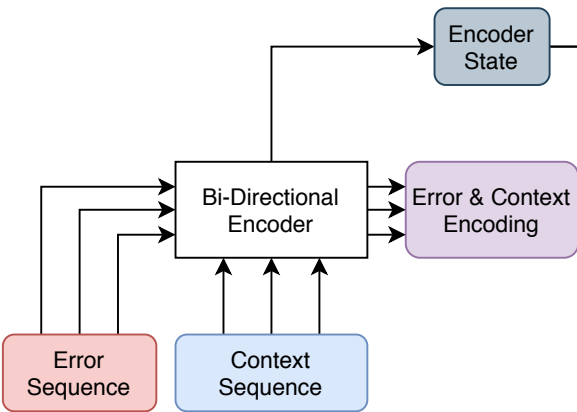 Encoder
State
Bi-Directional
Encoder
Error & Context
Encoding
Error
Sequence
Context
Sequence